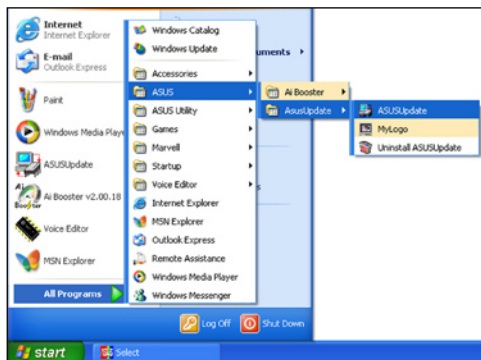 Internet
Internet Explorer
E-mail
Outlook Express
Paint
Windows Media Playe
ASUSUpdate
Ai Booster v2.00.18
Voice Editor
MSN Explorer
All Programs
Windows Catalog
Windows Update
Accessories
ASUS
ASUS Utility
Games
Marvell
Startup
Voice Editor
Internet Explorer
MSN Explorer
Outlook Express
Remote Assistance
Windows Media Player
Windows Messenger
uments
s
Ai Booster
AsusUpdate
ASUSUpdate
MyLogo
Uninstall ASUSUpdate
Log Off
Shut Down
start
Select